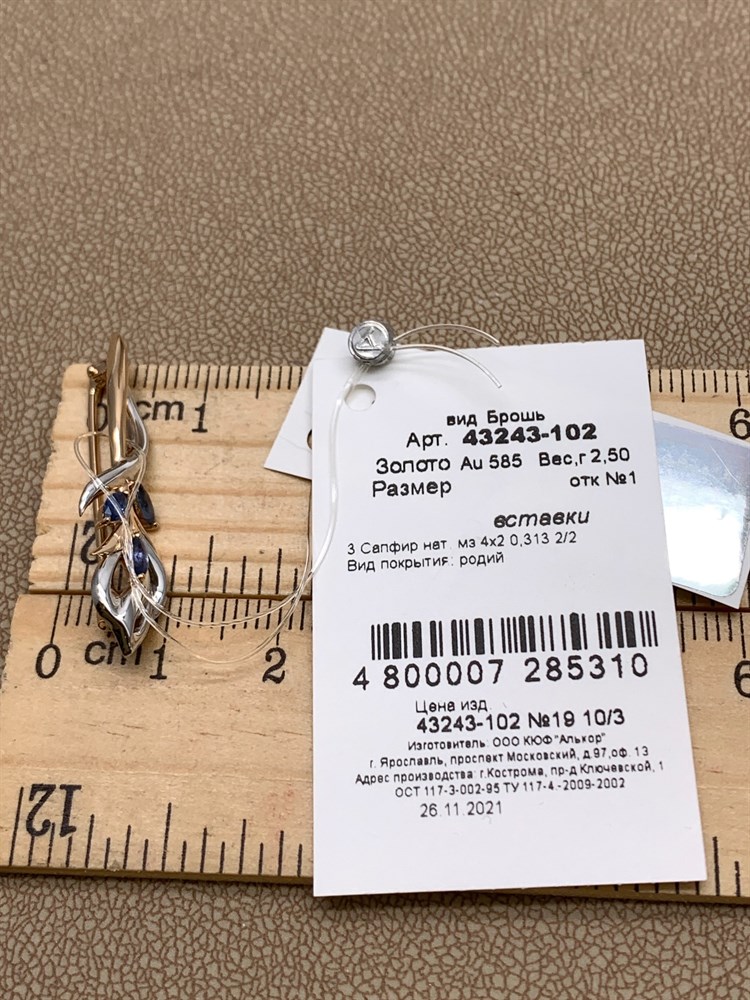 вид Брошь
Арт. 43243-102
Золото Au 585 Вес,г 2,50
Размер отк №1
вставки
3 Сапфир нат. мз 4х2 0,313 2/2
Вид покрытия: родий
4 800007 285310
Цена изд.
43243-102 №19 10/3
Изготовитель: ООО КЮФ "Алькор"
г. Ярославль, проспект Московский, д.97,оф. 13
Адрес производства: г.Кострома, пр-д Ключевской, 1
ОСТ 117-3-002-95 ТУ 117-4.-2009-2002
26.11.2021
cm 1
6
2
0 cm 1 2
6
12